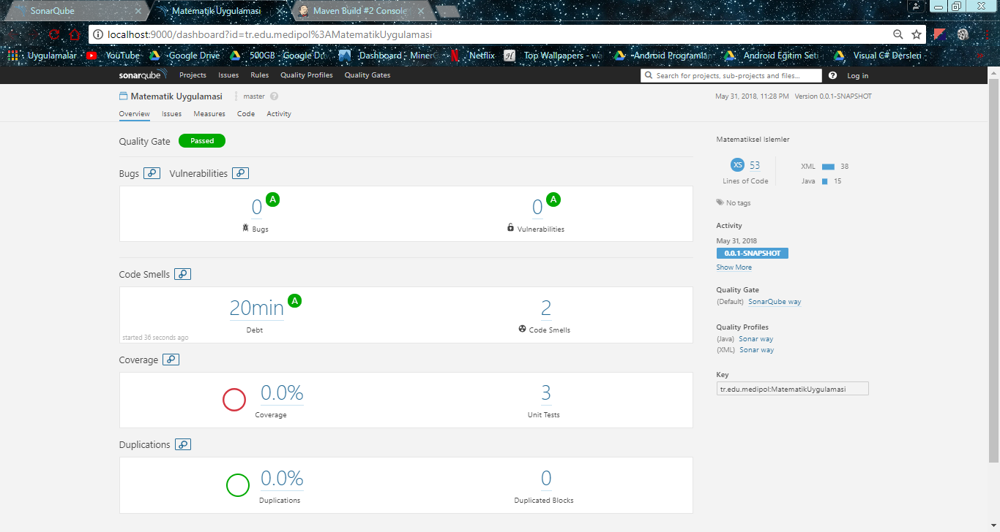 SonarQube
Matematik Uygulaması
Maven Build #2 Console
localhost:9000/dashboard?id=tr.edu.medipol%3AMatematikUygulamasi
Uygulamalar YouTube Google Drive 500GB - Google Dr Dashboard - Miner Netflix Top Wallpapers - wa -Android Programlar Android Eğitim Seti Visual C# Dersleri -
sonarqube Projects Issues Rules Quality Profiles Quality Gates Search for projects, sub-projects and files... Log in
Matematik Uygulamasi master May 31, 2018, 11:28 PM Version 0.0.1-SNAPSHOT
Overview Issues Measures Code Activity
Quality Gate Passed
Bugs Vulnerabilities
0 A 0 A
Bugs Vulnerabilities
Code Smells
20min A 2
Debt Code Smells
started 36 seconds ago
Coverage
0.0% 3
Coverage Unit Tests
Duplications
0.0% 0
Duplications Duplicated Blocks
Matematiksel Islemler
XS 53
Lines of Code
XML 38
Java 15
No tags
Activity
May 31, 2018
0.0.1-SNAPSHOT
Show More
Quality Gate
(Default) SonarQube way
Quality Profiles
(Java) Sonar way
(XML) Sonar way
Key
tr.edu.medipol:MatematikUygulamasi